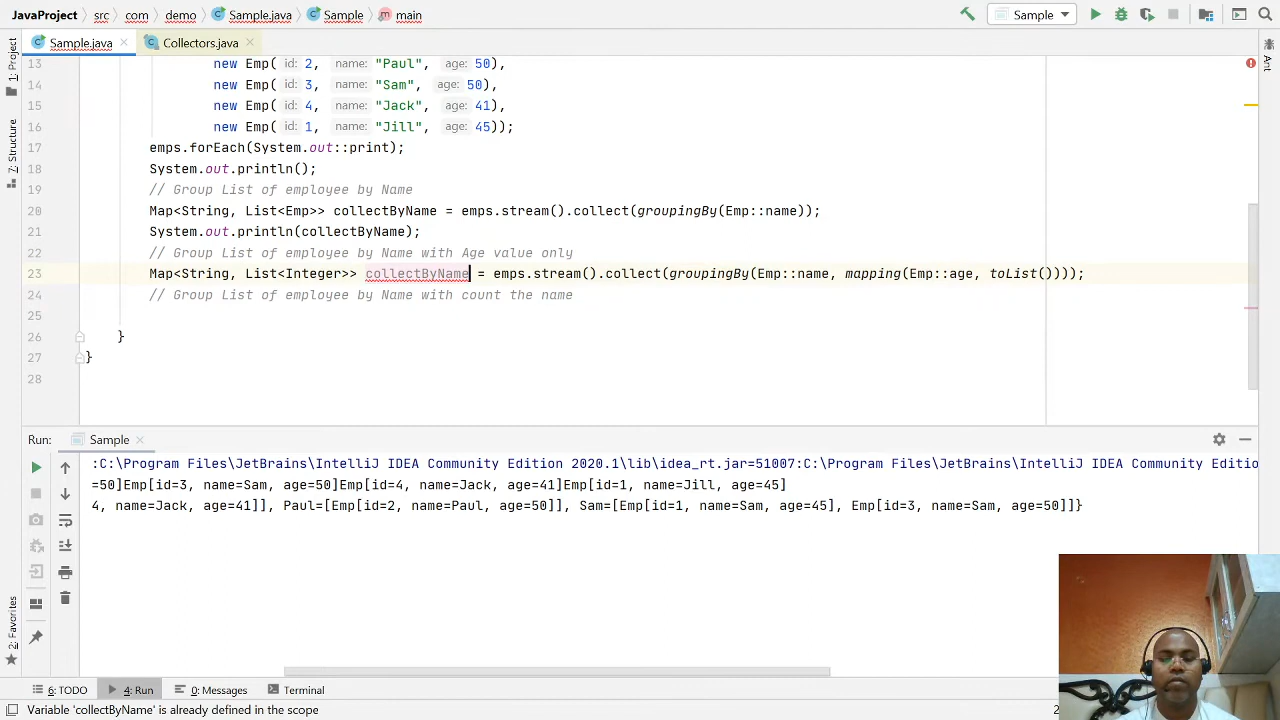 JavaProject src com demo Sample.java Sample main Sample
Sample.java Collectors.java
1: Project
7: Structure
2: Favorites
Ant
13 new Emp( id: 2, name: "Paul", age: 50),
14 new Emp( id: 3, name: "Sam", age: 50),
15 new Emp( id: 4, name: "Jack", age: 41),
16 new Emp( id: 1, name: "Jill", age: 45));
17 emps.forEach(System.out::print);
18 System.out.println();
19 // Group List of employee by Name
20 Map<String, List<Emp>> collectByName = emps.stream().collect(groupingBy(Emp::name));
21 System.out.println(collectByName);
22 // Group List of employee by Name with Age value only
23 Map<String, List<Integer>> collectByName = emps.stream().collect(groupingBy(Emp::name, mapping(Emp::age, toList())));
24 // Group List of employee by Name with count the name
25
26 }
27 }
28
Run: Sample
:C:\Program Files\JetBrains\IntelliJ IDEA Community Edition 2020.1\lib\idea_rt.jar=51007:C:\Program Files\JetBrains\IntelliJ IDEA Community Editio
=50]Emp[id=3, name=Sam, age=50]Emp[id=4, name=Jack, age=41]Emp[id=1, name=Jill, age=45]
4, name=Jack, age=41]], Paul=[Emp[id=2, name=Paul, age=50]], Sam=[Emp[id=1, name=Sam, age=45], Emp[id=3, name=Sam, age=50]]}
6: TODO 4: Run 0: Messages Terminal
Variable 'collectByName' is already defined in the scope